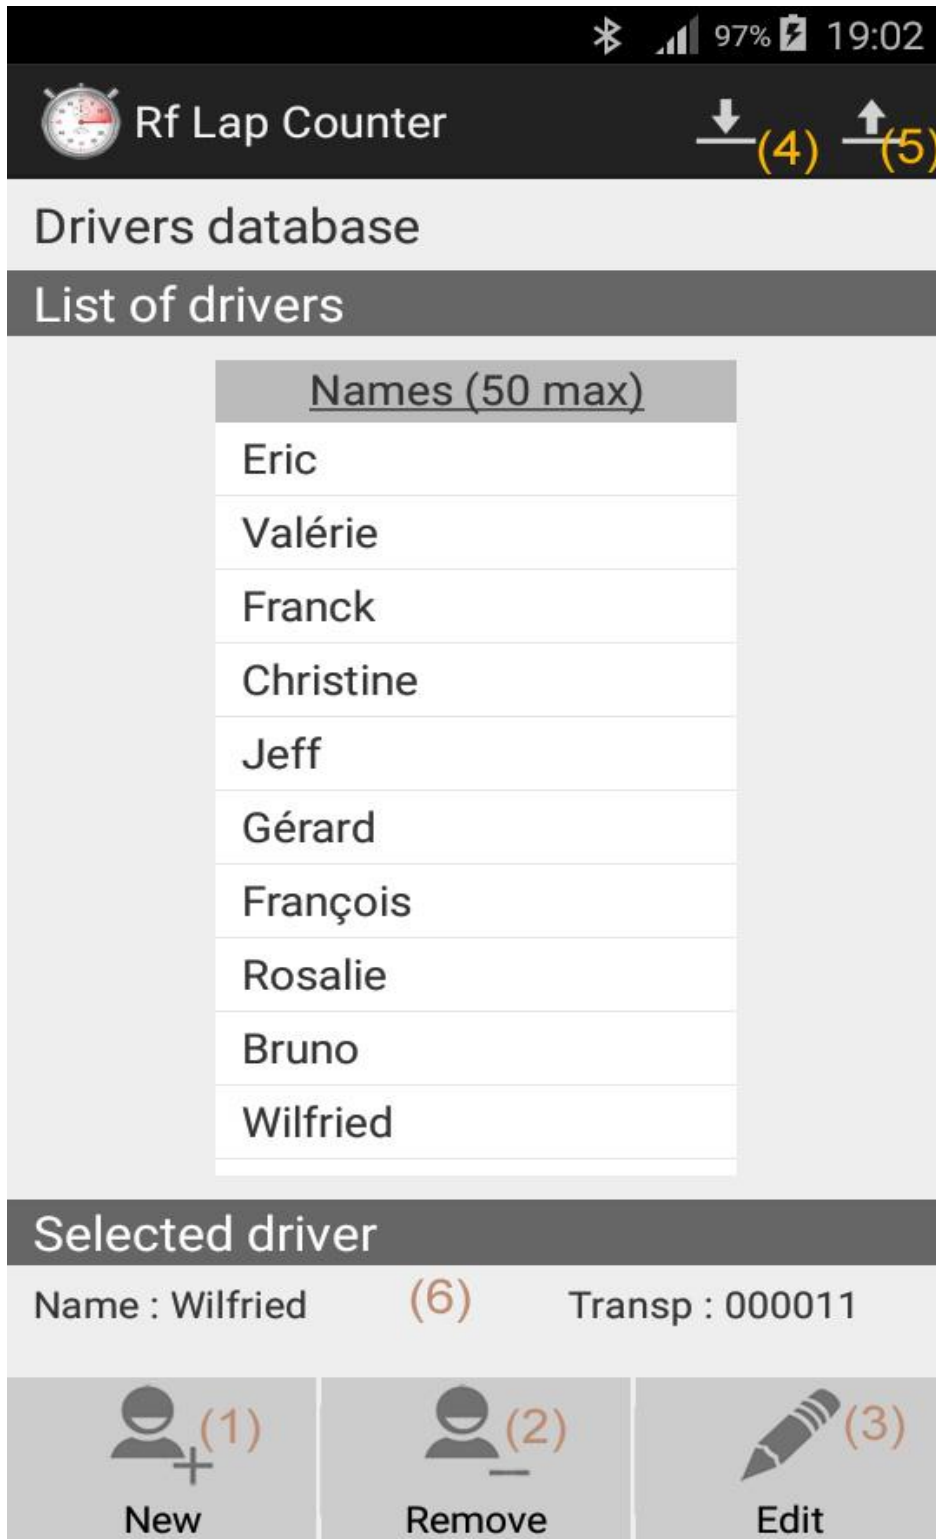 97% 19:02
Rf Lap Counter (4) (5)
Drivers database
List of drivers
Names (50 max)
Eric
Valérie
Franck
Christine
Jeff
Gérard
François
Rosalie
Bruno
Wilfried
Selected driver
Name : Wilfried (6) Transp : 000011
(1) (2) (3)
New Remove Edit